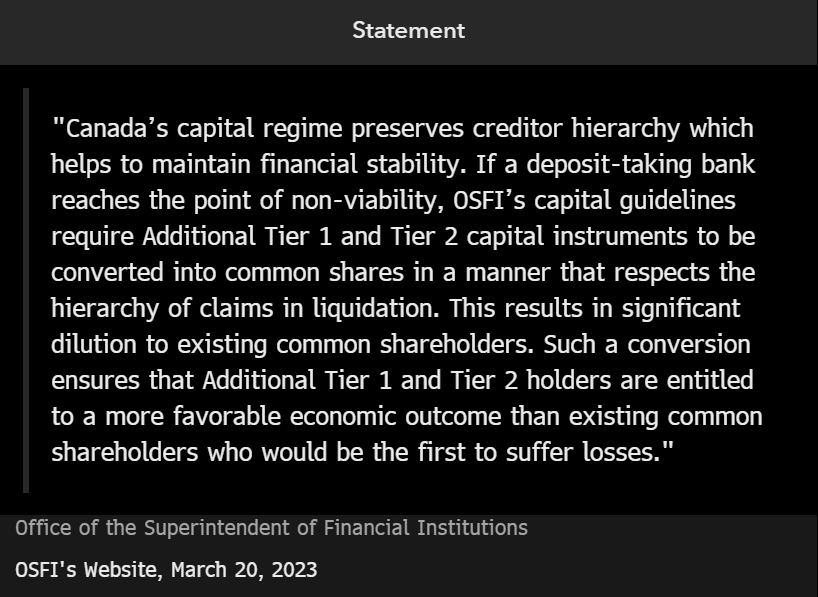 Statement
"Canada’s capital regime preserves creditor hierarchy which
helps to maintain financial stability. If a deposit-taking bank
reaches the point of non-viability, OSFI’s capital guidelines
require Additional Tier 1 and Tier 2 capital instruments to be
converted into common shares in a manner that respects the
hierarchy of claims in liquidation. This results in significant
dilution to existing common shareholders. Such a conversion
ensures that Additional Tier 1 and Tier 2 holders are entitled
to a more favorable economic outcome than existing common
shareholders who would be the first to suffer losses."
Office of the Superintendent of Financial Institutions
OSFI's Website, March 20, 2023